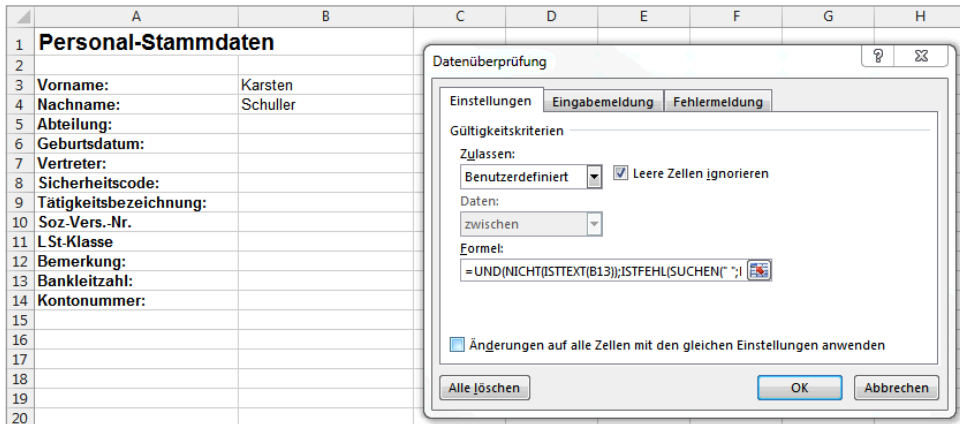 A B C D E F G H
1 Personal-Stammdaten
2
3 Vorname: Karsten
4 Nachname: Schuller
5 Abteilung:
6 Geburtsdatum:
7 Vertreter:
8 Sicherheitscode:
9 Tätigkeitsbezeichnung:
10 Soz-Vers.-Nr.
11 LSt-Klasse
12 Bemerkung:
13 Bankleitzahl:
14 Kontonummer:
15
16
17
18
19
20
Datenüberprüfung ?
Einstellungen Eingabemeldung Fehlermeldung
Gültigkeitskriterien
Zulassen:
Benutzerdefiniert Leere Zellen ignorieren
Daten:
zwischen
Formel:
=UND(NICHT(ISTTEXT(B13));ISTFEHL(SUCHEN(" ";
Änderungen auf alle Zellen mit den gleichen Einstellungen anwenden
Alle löschen OK Abbrechen